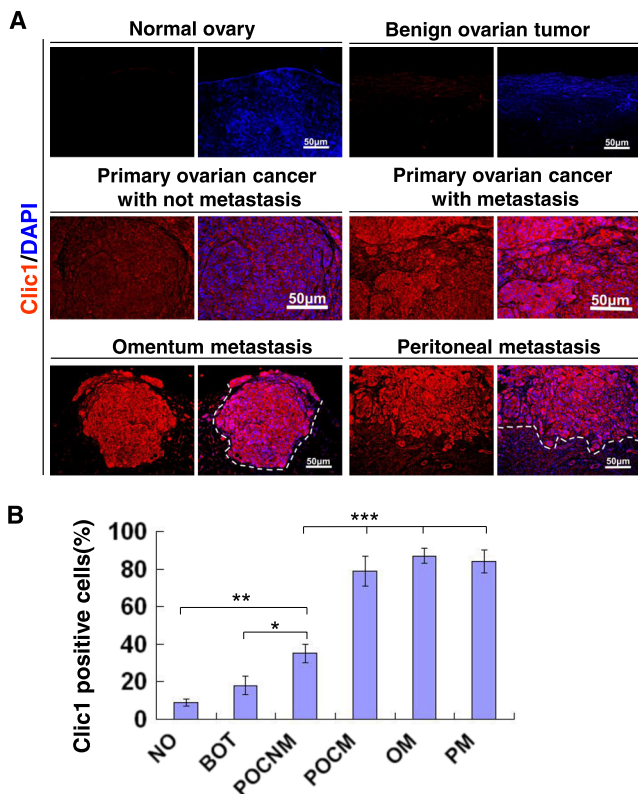 A
Normal ovary
Benign ovarian tumor
50μm
50μm
Primary ovarian cancer
with not metastasis
Primary ovarian cancer
with metastasis
50μm
50μm
Omentum metastasis
Peritoneal metastasis
50μm
50μm
Clic1/DAPI
B
Clic1 positive cells(%)
100
80
60
40
20
0
**
*
***
NO
BOT
POCNM
POCM
OM
PM